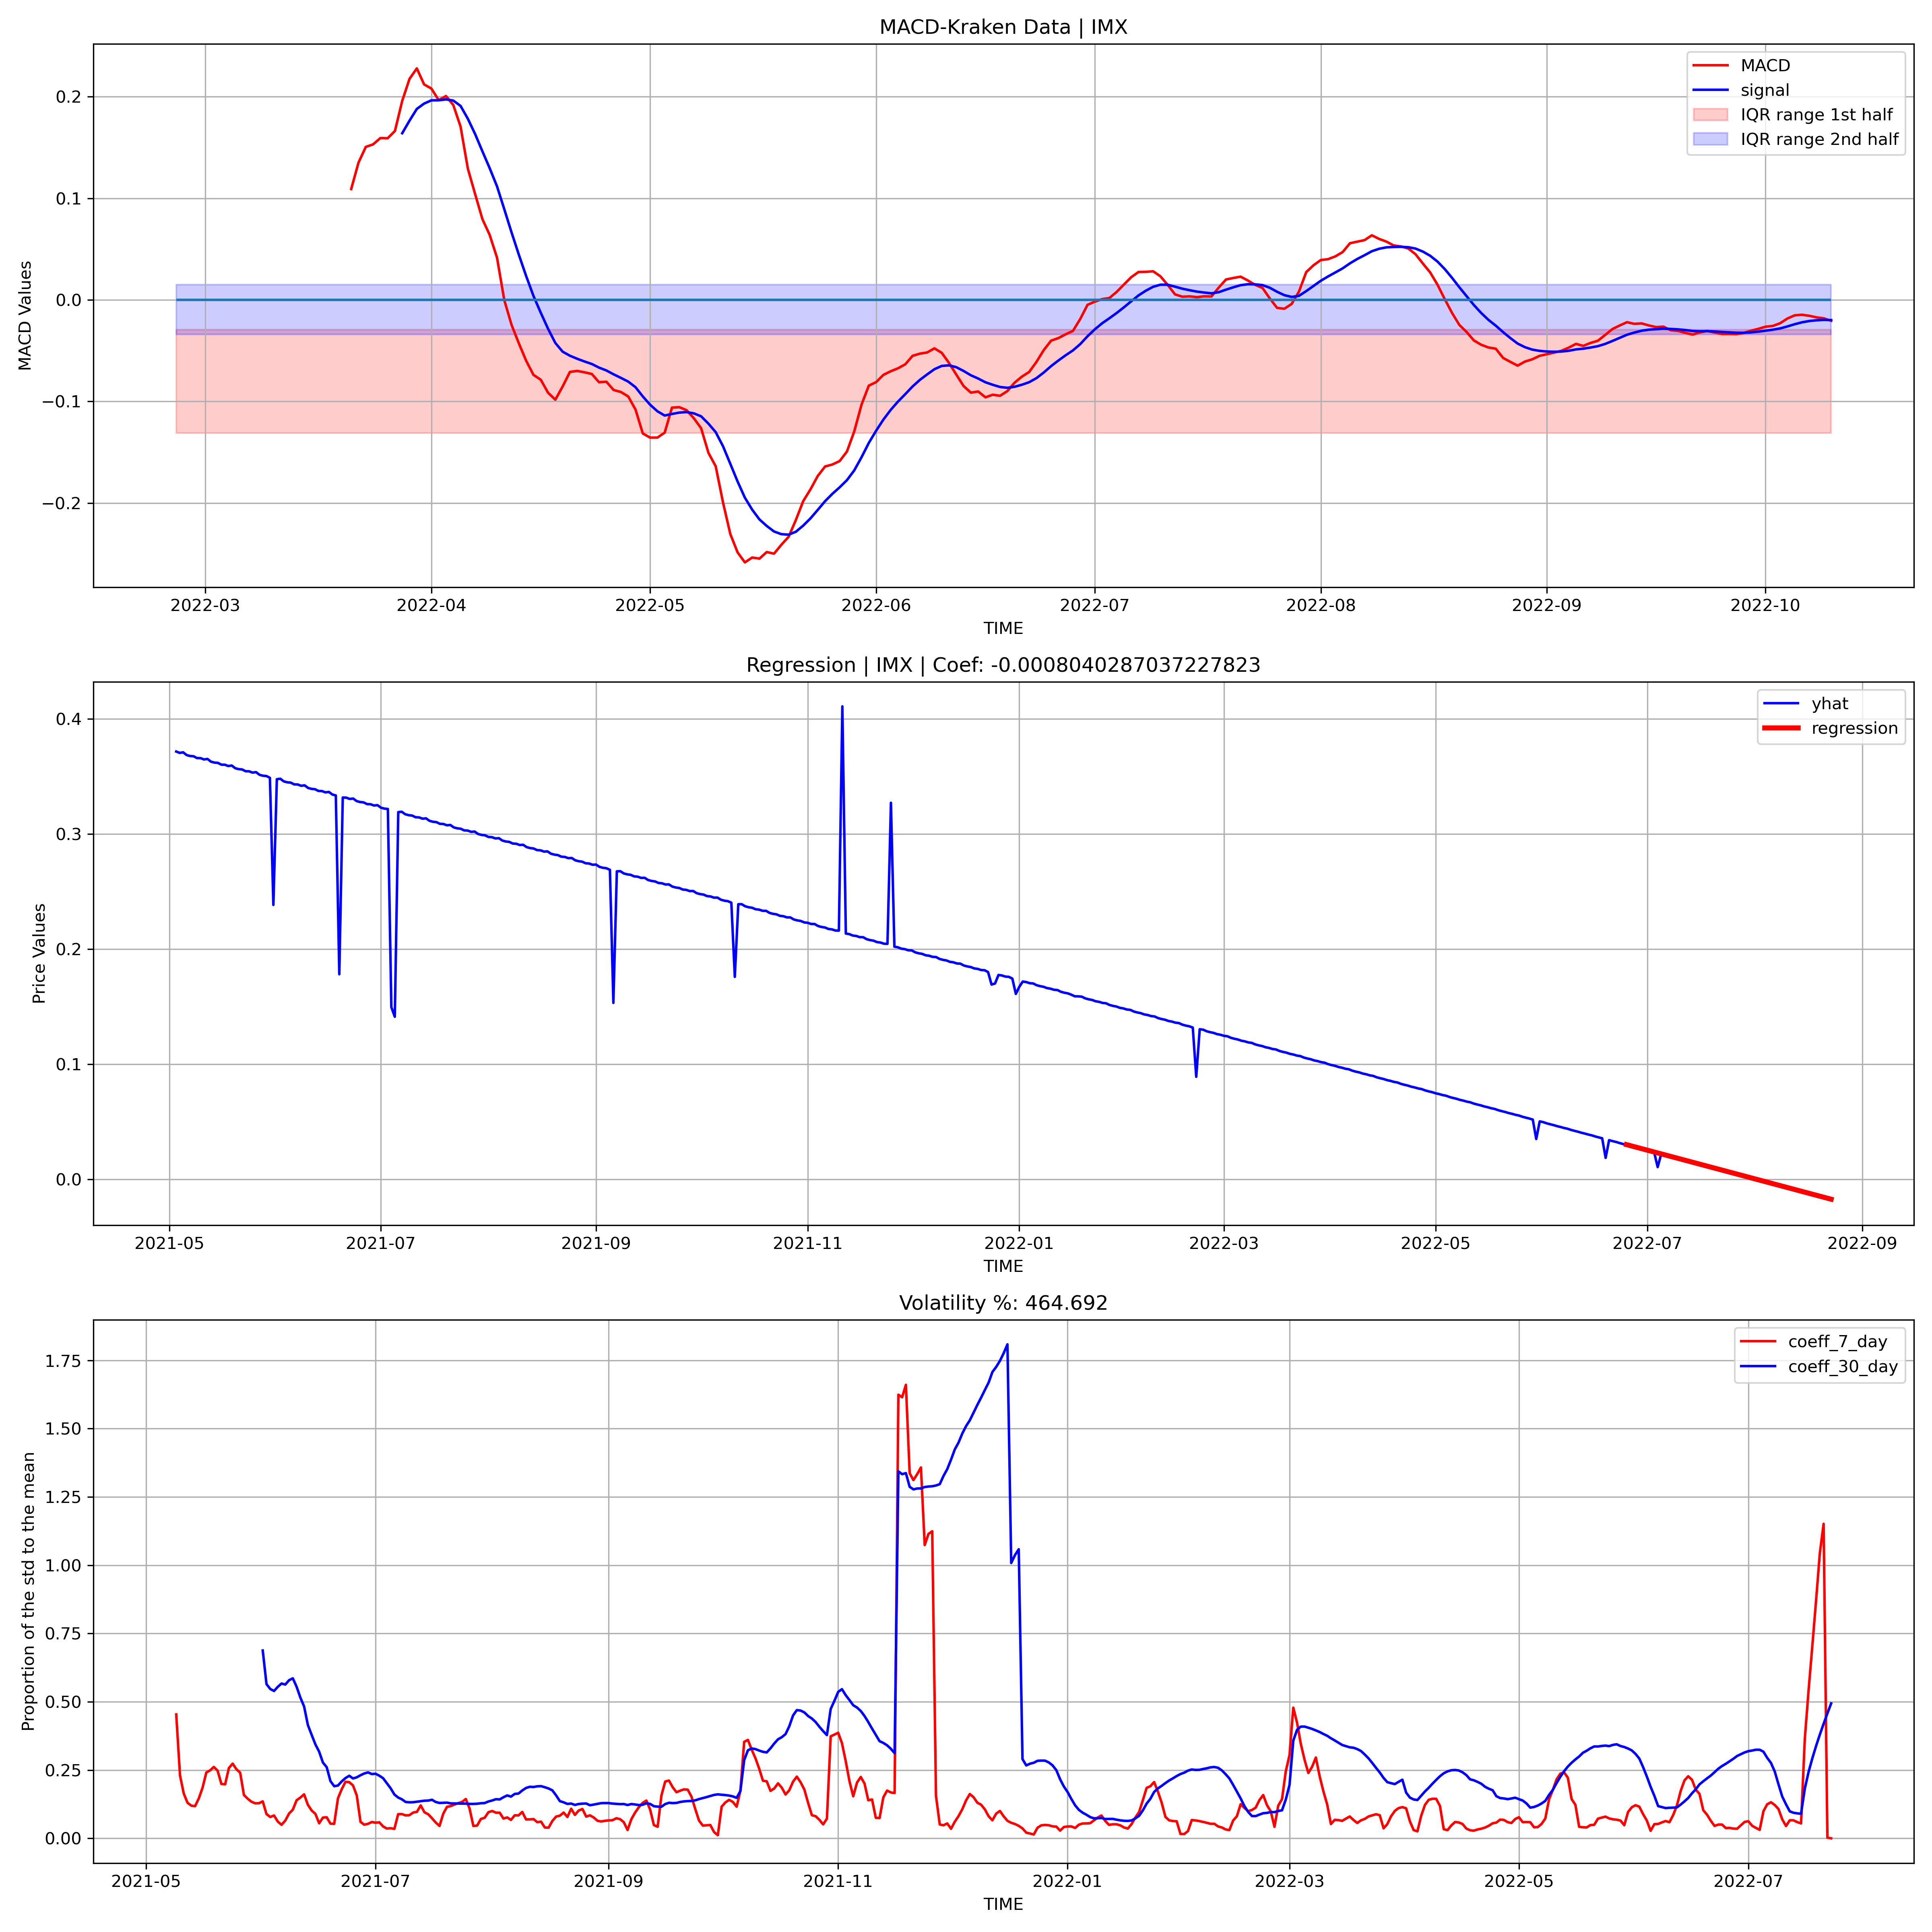 MACD-Kraken Data | IMX
MACD Values
0.2
0.1
0.0
−0.1
−0.2
MACD
signal
IQR range 1st half
IQR range 2nd half
2022-03 2022-04 2022-05 2022-06 2022-07 2022-08 2022-09 2022-10
TIME
Regression | IMX | Coef: -0.0008040287037227823
Price Values
0.4
0.3
0.2
0.1
0.0
yhat
regression
2021-05 2021-07 2021-09 2021-11 2022-01 2022-03 2022-05 2022-07 2022-09
TIME
Volatility %: 464.692
Proportion of the std to the mean
1.75
1.50
1.25
1.00
0.75
0.50
0.25
0.00
coeff_7_day
coeff_30_day
2021-05 2021-07 2021-09 2021-11 2022-01 2022-03 2022-05 2022-07
TIME